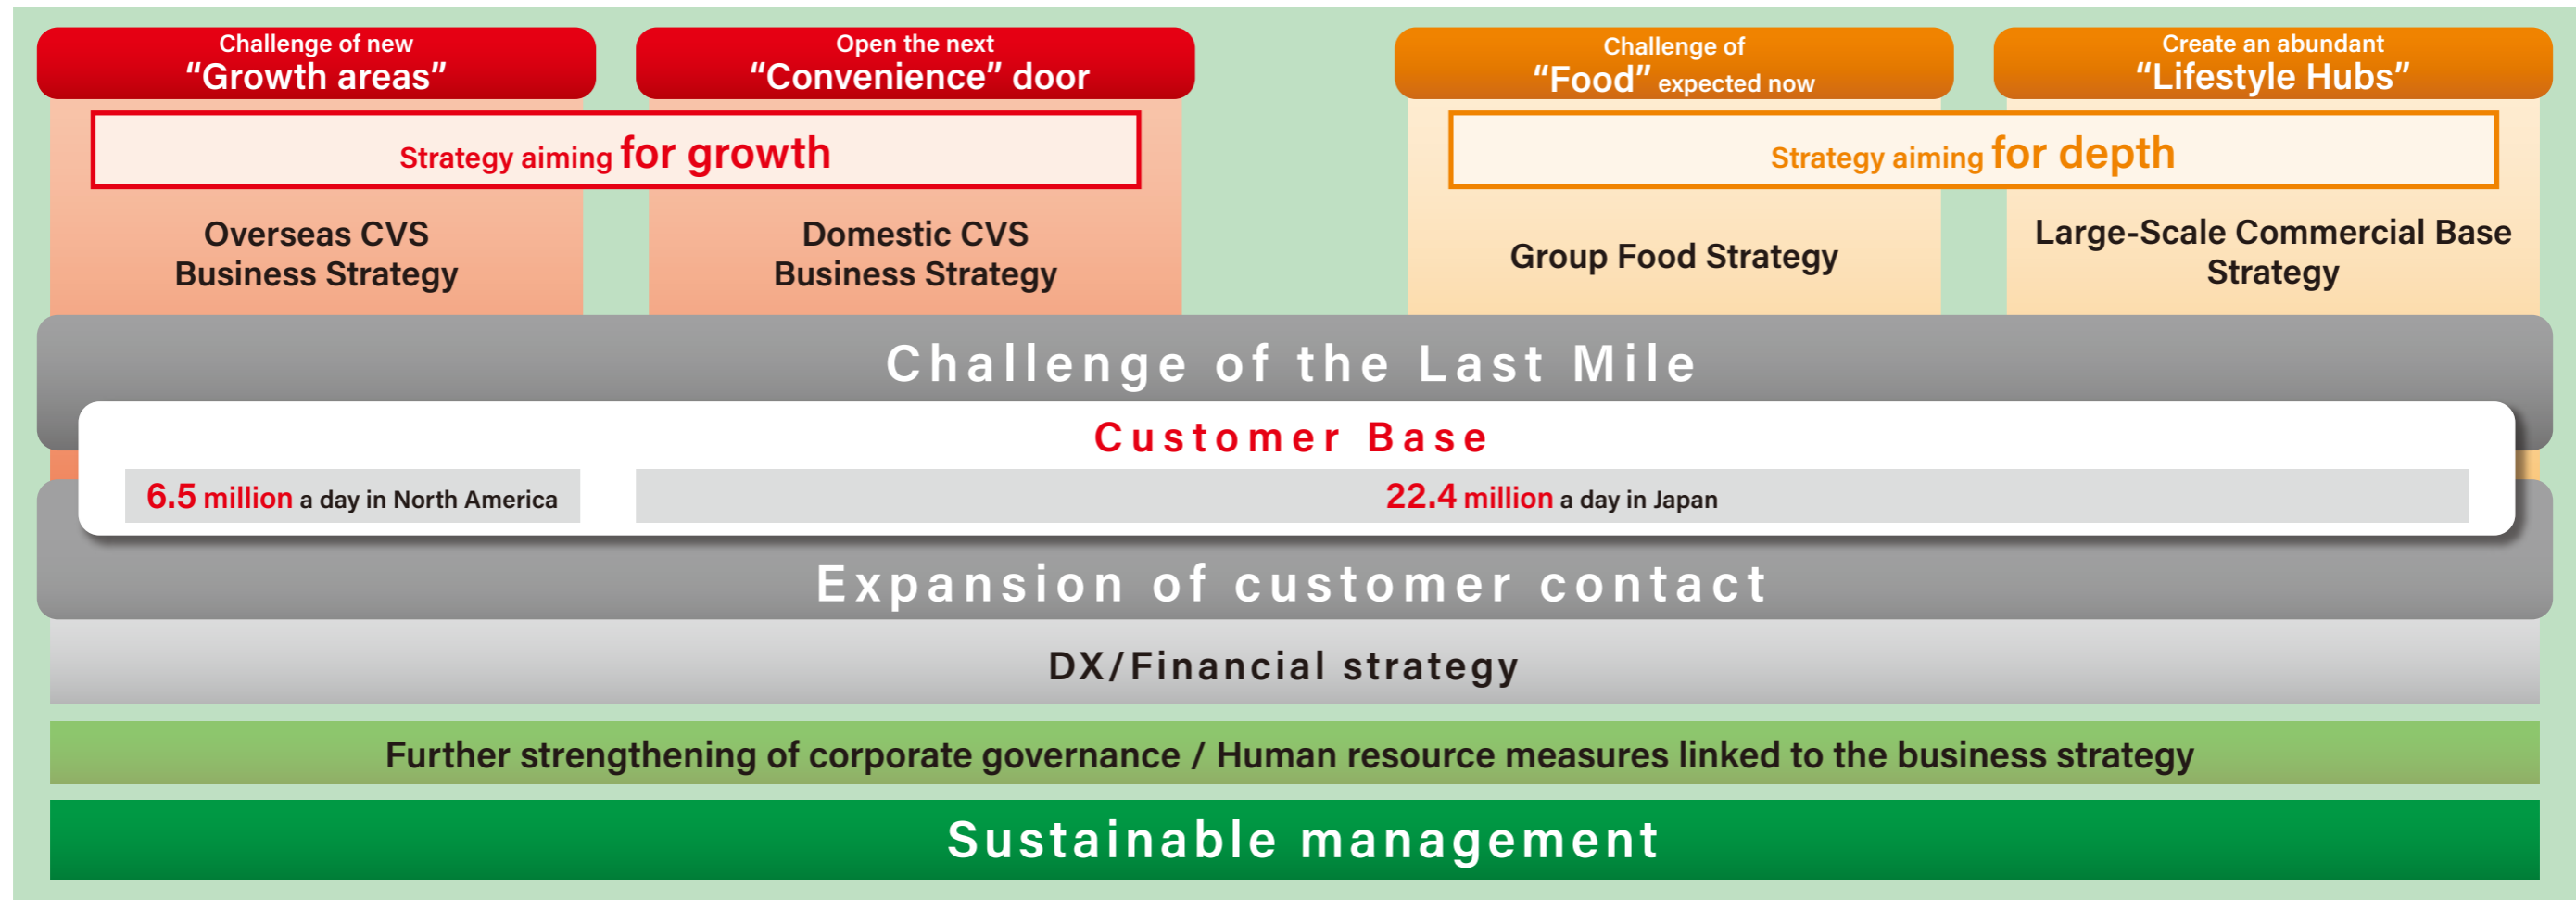 Challenge of new
“Growth areas”
Open the next
“Convenience” door
Challenge of
“Food” expected now
Create an abundant
“Lifestyle Hubs”
Strategy aiming for growth
Strategy aiming for depth
Overseas CVS
Business Strategy
Domestic CVS
Business Strategy
Group Food Strategy
Large-Scale Commercial Base
Strategy
Challenge of the Last Mile
Customer Base
6.5 million a day in North America
22.4 million a day in Japan
Expansion of customer contact
DX/Financial strategy
Further strengthening of corporate governance / Human resource measures linked to the business strategy
Sustainable management